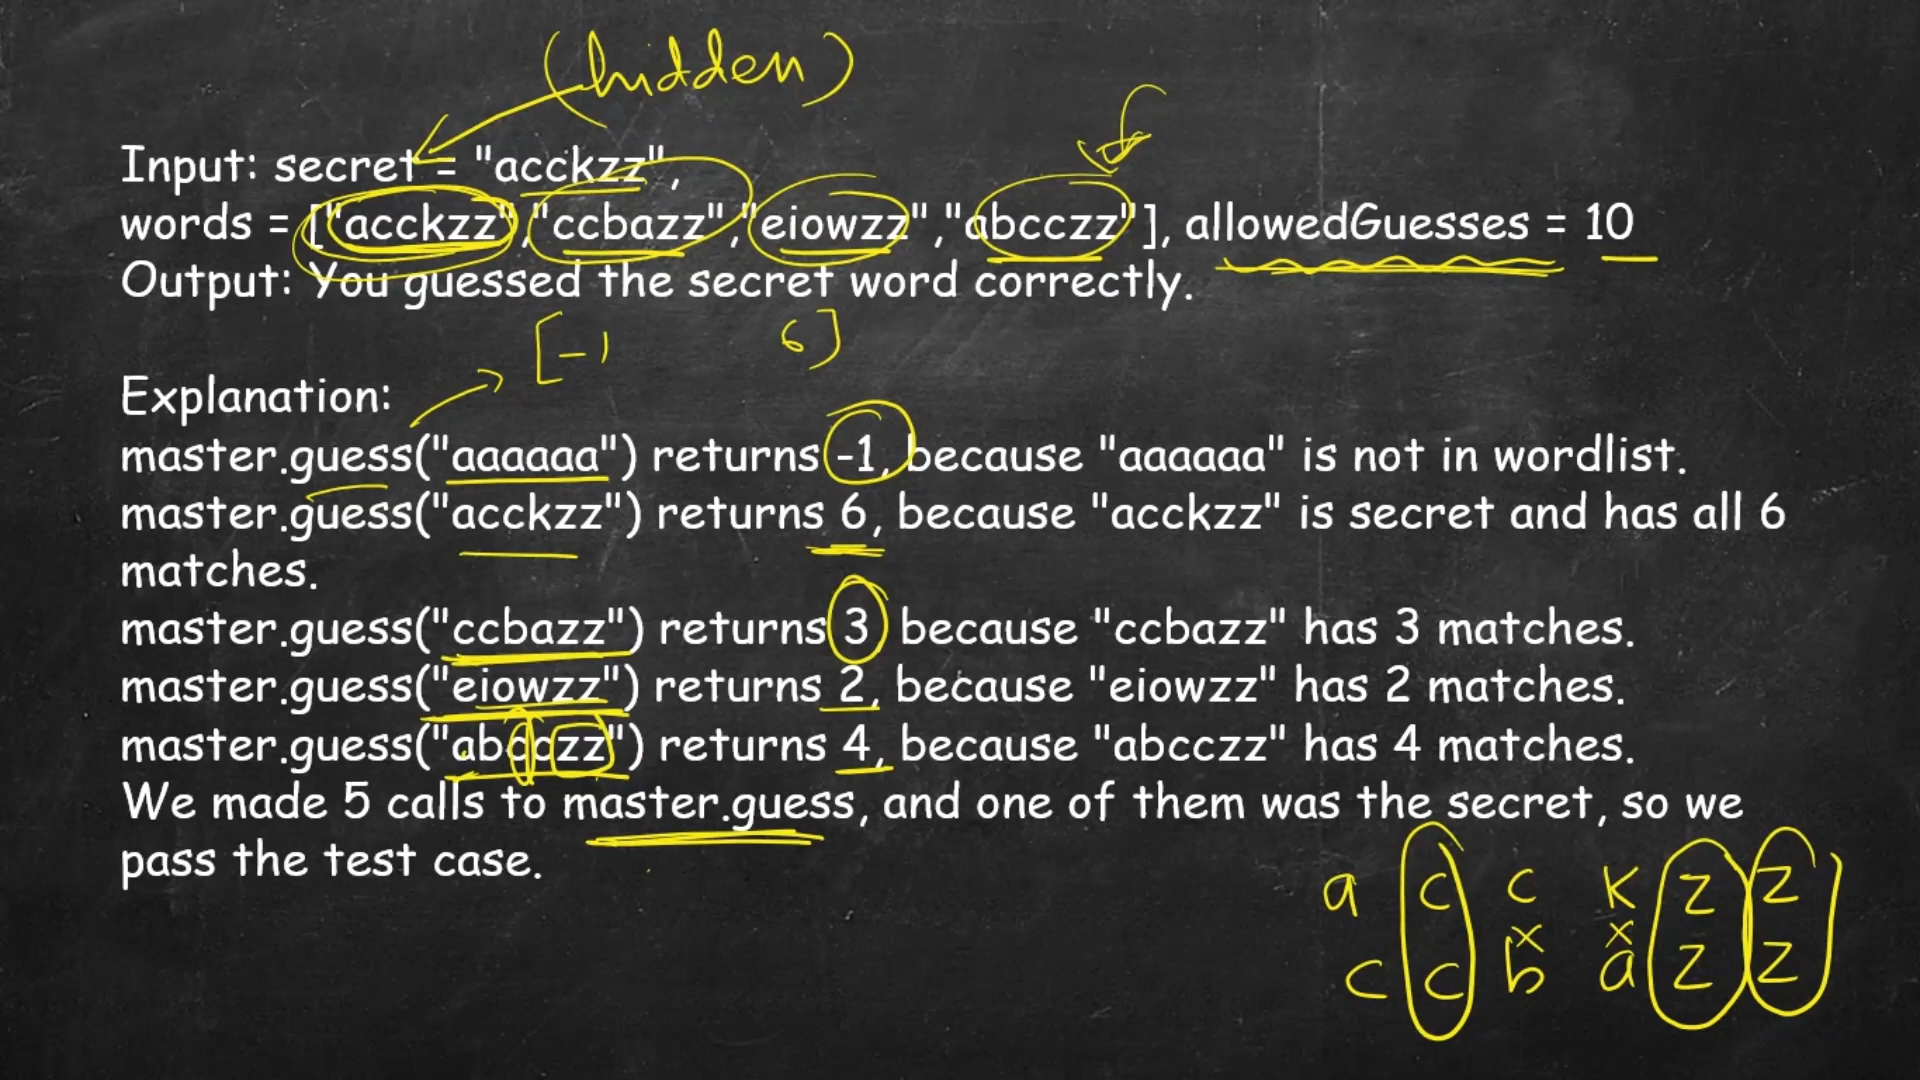 (hidden)
Input: secret = "acckzz",
words = ["acckzz","ccbazz","eiowzz","abcczz"], allowedGuesses = 10
Output: You guessed the secret word correctly.
[-1 6]
Explanation:
master.guess("aaaaaa") returns -1, because "aaaaaa" is not in wordlist.
master.guess("acckzz") returns 6, because "acckzz" is secret and has all 6
matches.
master.guess("ccbazz") returns 3 because "ccbazz" has 3 matches.
master.guess("eiowzz") returns 2, because "eiowzz" has 2 matches.
master.guess("abcczz") returns 4, because "abcczz" has 4 matches.
We made 5 calls to master.guess, and one of them was the secret, so we
pass the test case.
a c c k z z
x x
c c b a z z